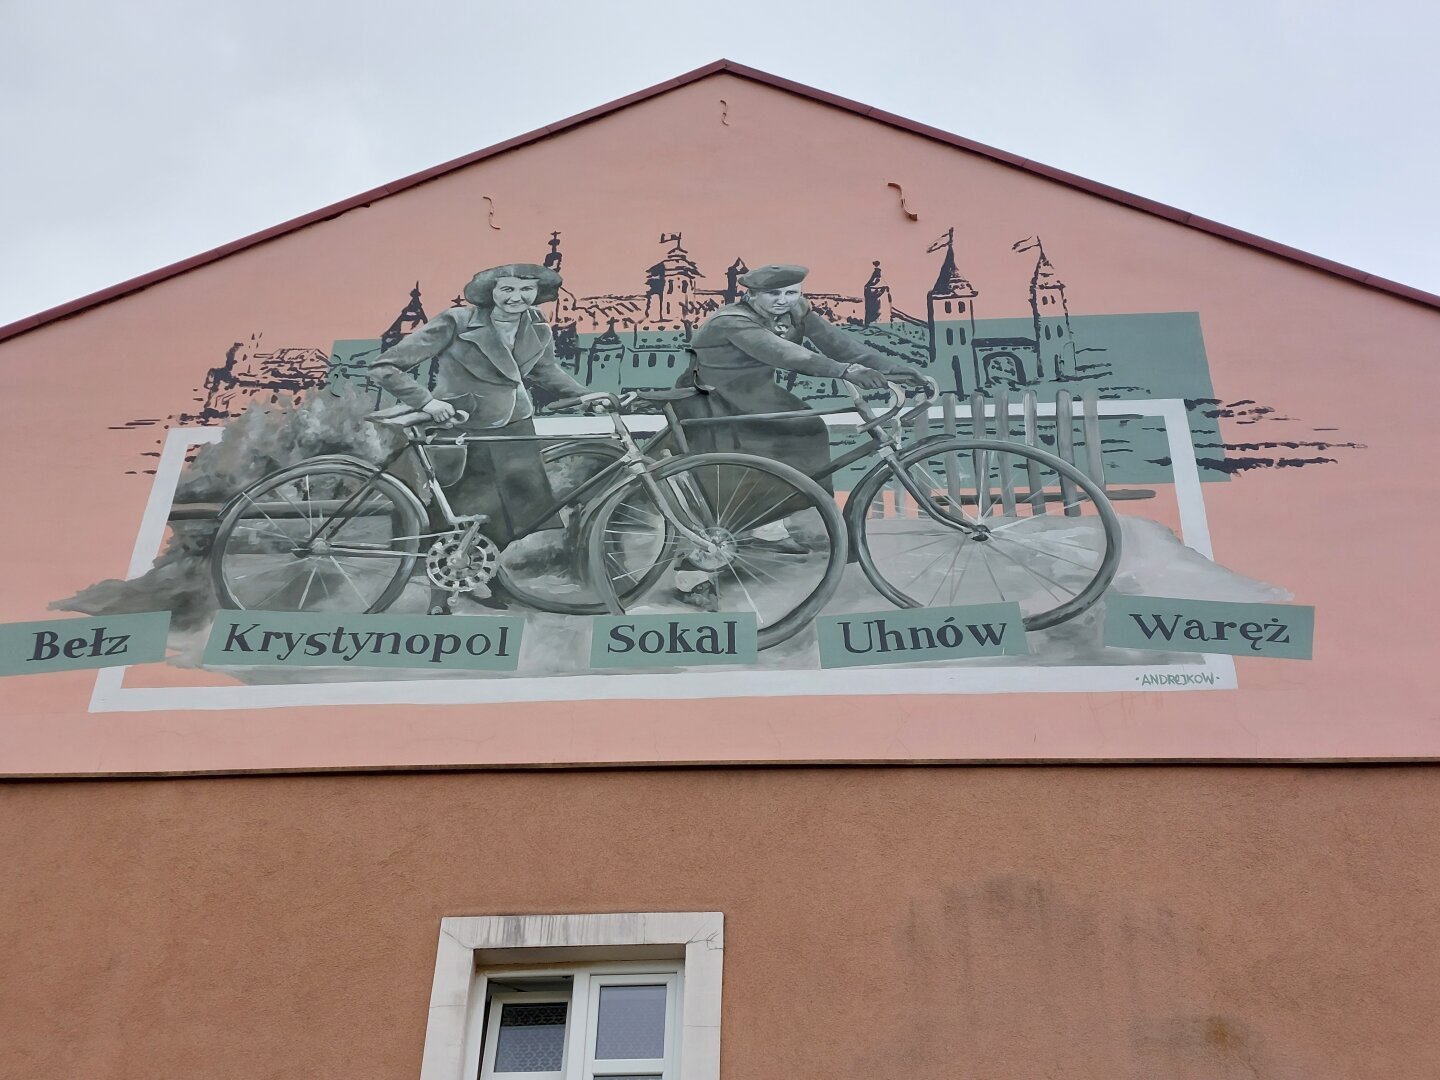 Bełz
Krystynopol
Sokal
Uhnów
Waręż
·ANDREJKOW·